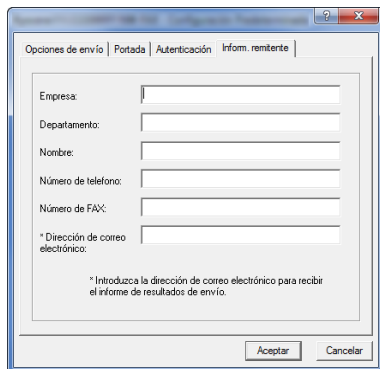 Opciones de envío Portada Autenticación Inform. remitente
Empresa:
Departamento:
Nombre:
Número de telefono:
Número de FAX:
* Dirección de correo
electrónico:
* Introduzca la dirección de correo electrónico para recibir
el informe de resultados de envío.
Aceptar Cancelar